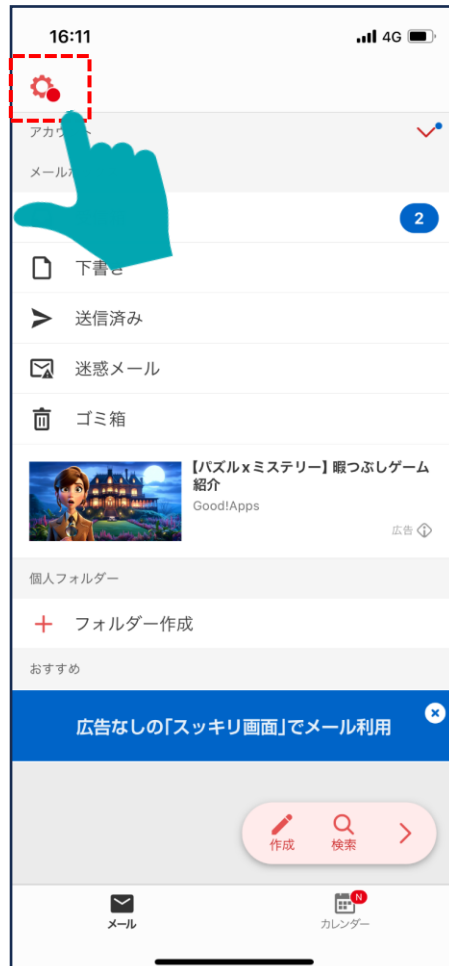 16:11 4G
アカウント
メール
2
下書き
送信済み
迷惑メール
ゴミ箱
【パズルxミステリー】暇つぶしゲーム
紹介
Good!Apps
広告
個人フォルダー
フォルダー作成
おすすめ
広告なしの「スッキリ画面」でメール利用
作成 検索
N
メール カレンダー